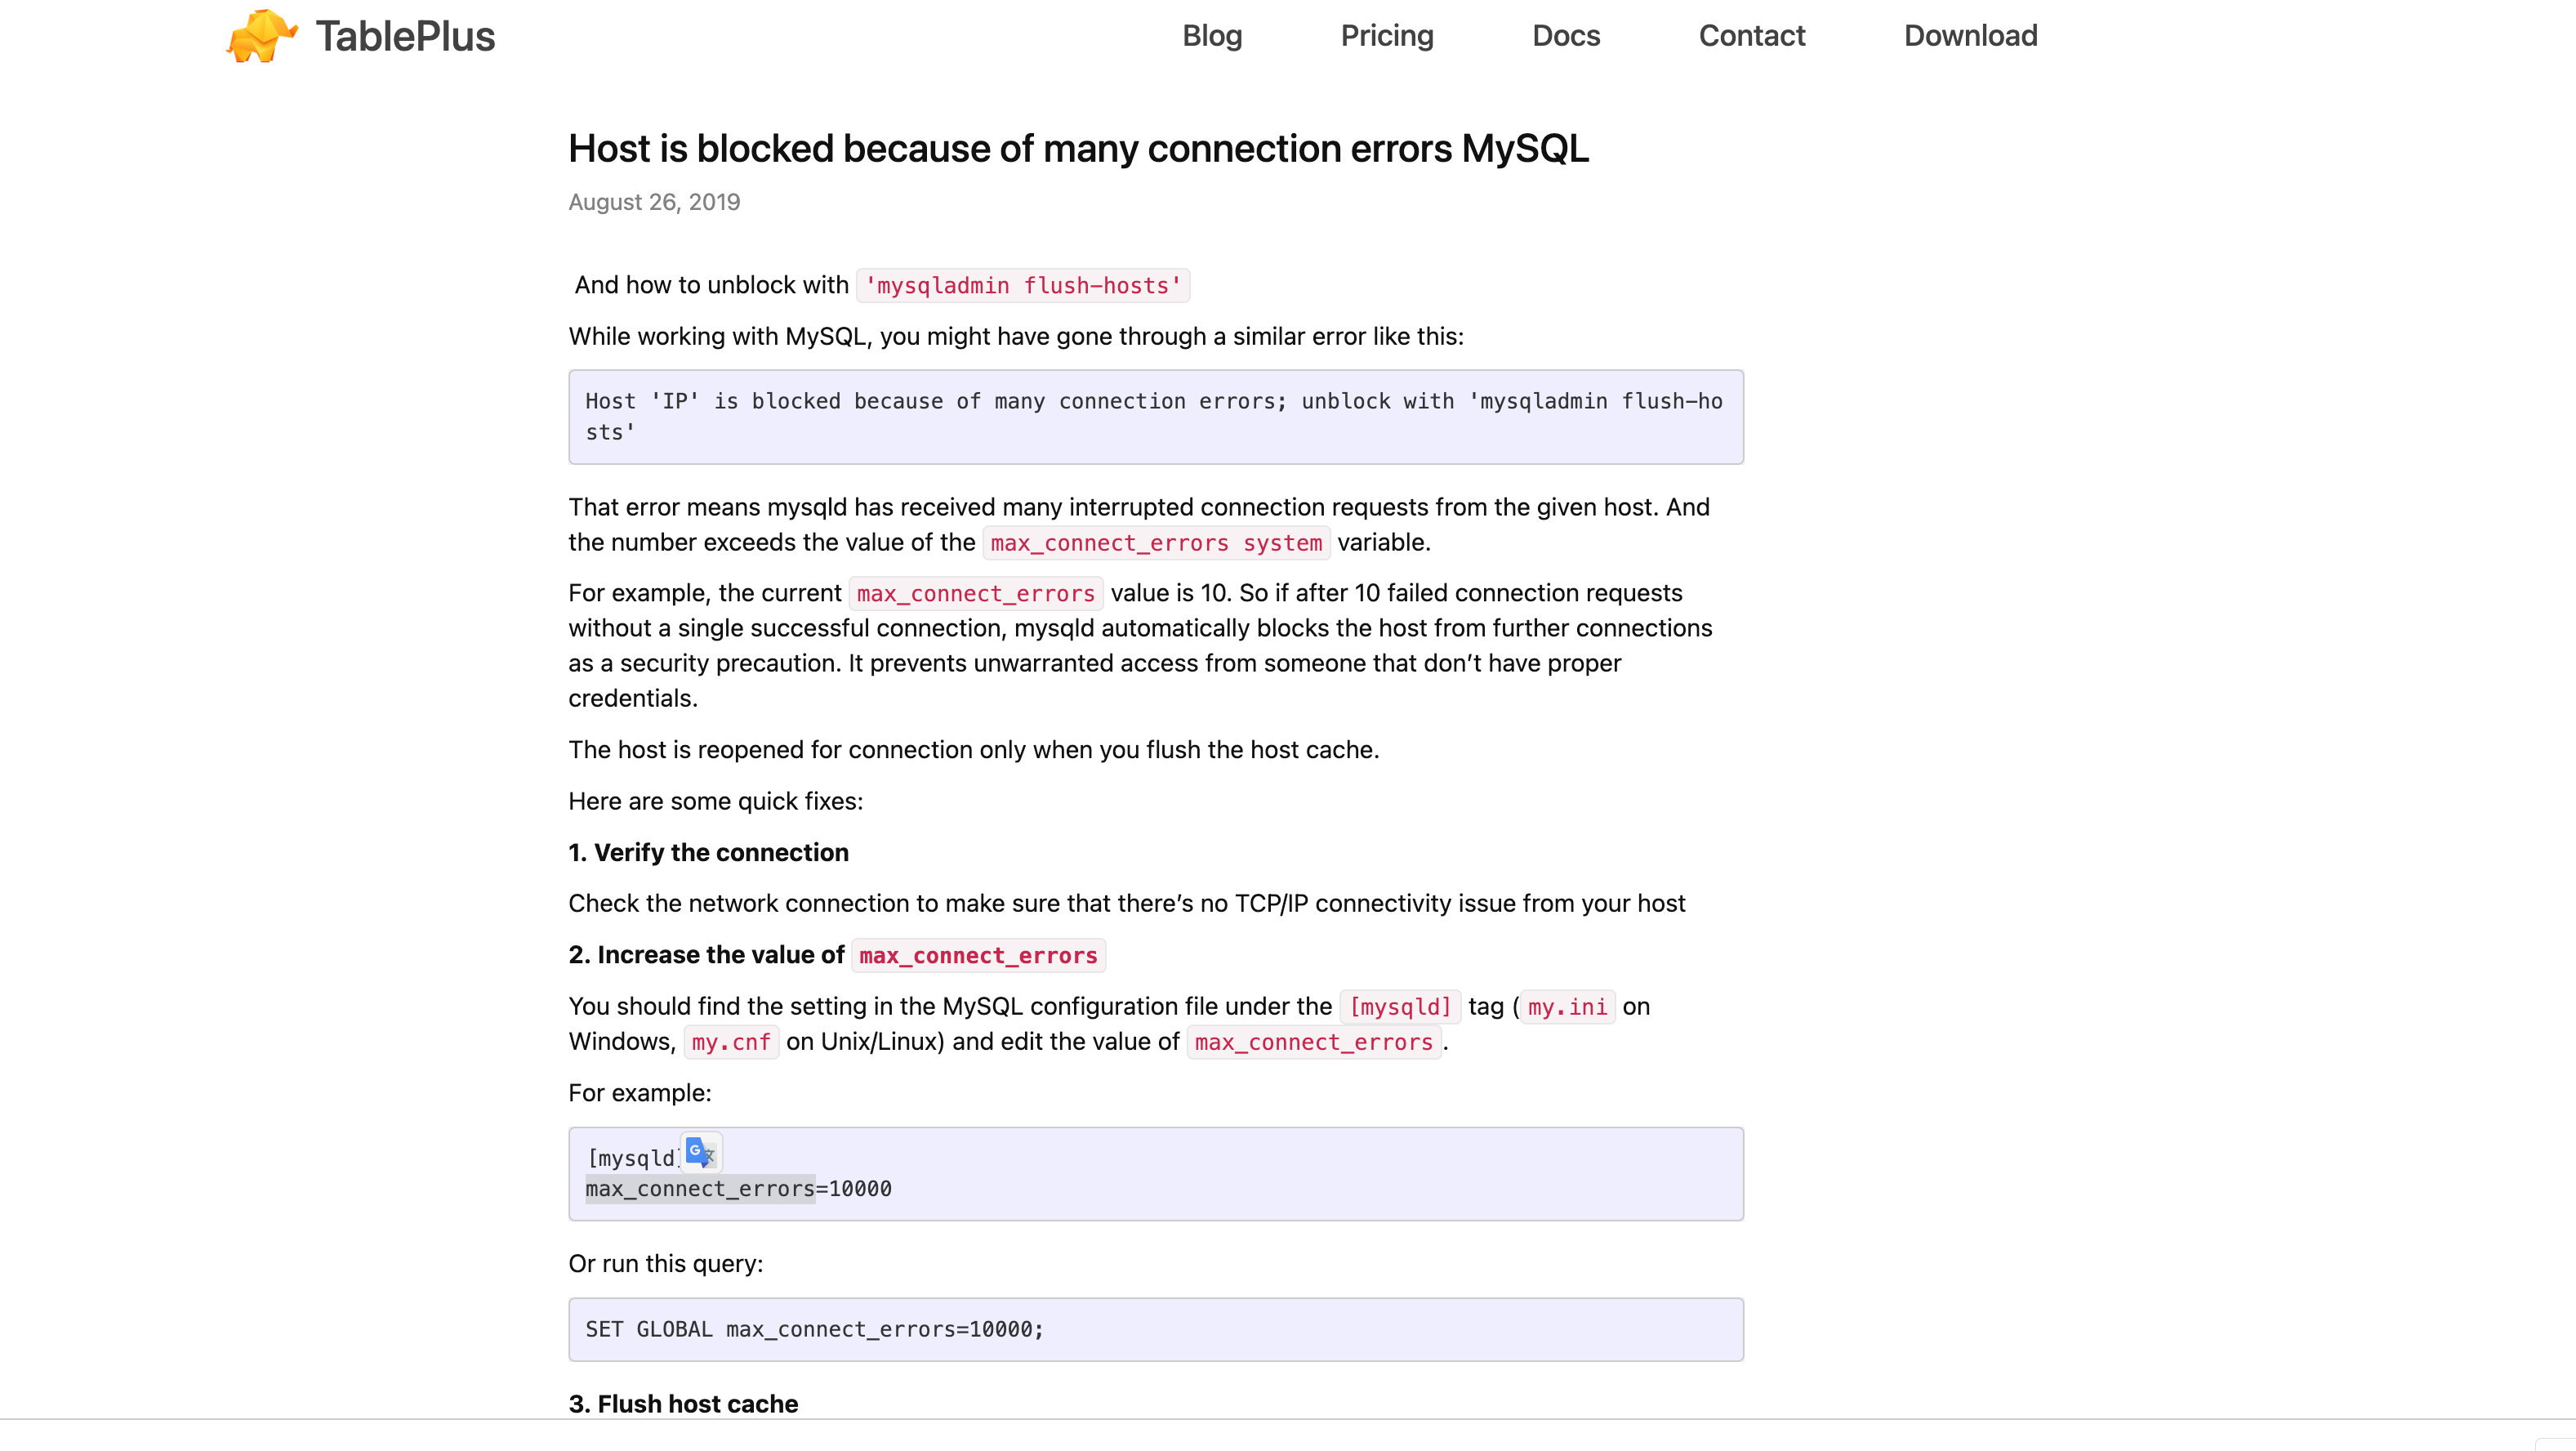 TablePlus
Blog Pricing Docs Contact Download
Host is blocked because of many connection errors MySQL
August 26, 2019
And how to unblock with 'mysqladmin flush-hosts'
While working with MySQL, you might have gone through a similar error like this:
Host 'IP' is blocked because of many connection errors; unblock with 'mysqladmin flush-ho
sts'
That error means mysqld has received many interrupted connection requests from the given host. And
the number exceeds the value of the max_connect_errors system variable.
For example, the current max_connect_errors value is 10. So if after 10 failed connection requests
without a single successful connection, mysqld automatically blocks the host from further connections
as a security precaution. It prevents unwarranted access from someone that don’t have proper
credentials.
The host is reopened for connection only when you flush the host cache.
Here are some quick fixes:
1. Verify the connection
Check the network connection to make sure that there’s no TCP/IP connectivity issue from your host
2. Increase the value of max_connect_errors
You should find the setting in the MySQL configuration file under the [mysqld] tag (my.ini on
Windows, my.cnf on Unix/Linux) and edit the value of max_connect_errors.
For example:
[mysqld]
max_connect_errors=10000
Or run this query:
SET GLOBAL max_connect_errors=10000;
3. Flush host cache